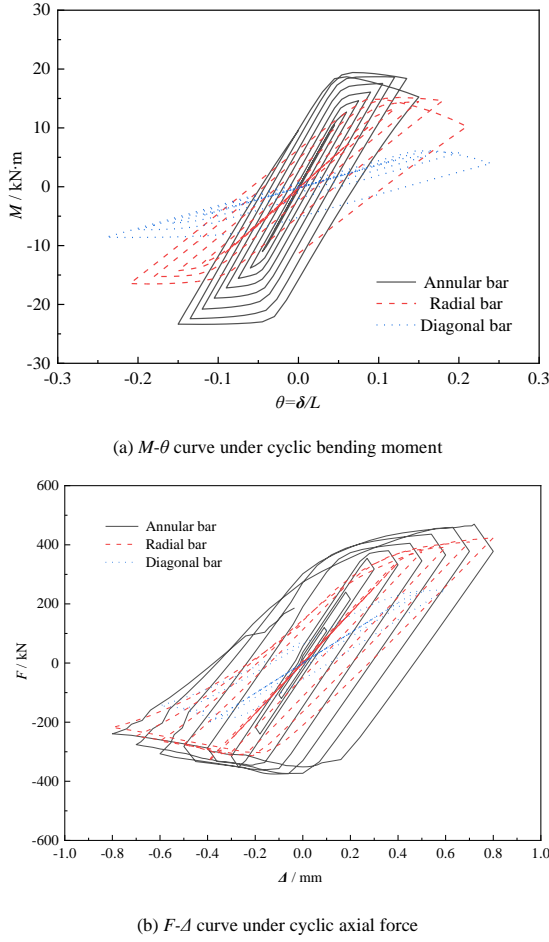 30
20
10
0
-10
-20
-30
M / kN·m
Annular bar
Radial bar
Diagonal bar
-0.3 -0.2 -0.1 0.0 0.1 0.2 0.3
θ=δ/L
(a) M-θ curve under cyclic bending moment
600
400
200
0
-200
-400
-600
F / kN
Annular bar
Radial bar
Diagonal bar
-1.0 -0.8 -0.6 -0.4 -0.2 0.0 0.2 0.4 0.6 0.8 1.0
Δ / mm
(b) F-Δ curve under cyclic axial force